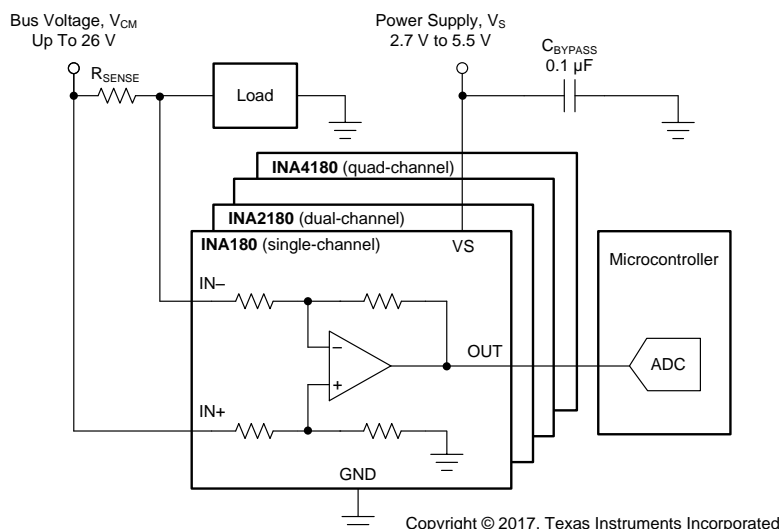 Bus Voltage, VCM
Up To 26 V
Power Supply, VS
2.7 V to 5.5 V
CBYPASS
0.1 µF
RSENSE
Load
INA4180 (quad-channel)
INA2180 (dual-channel)
INA180 (single-channel)
VS
Microcontroller
IN–
–
OUT
ADC
+
IN+
GND
Copyright © 2017, Texas Instruments Incorporated